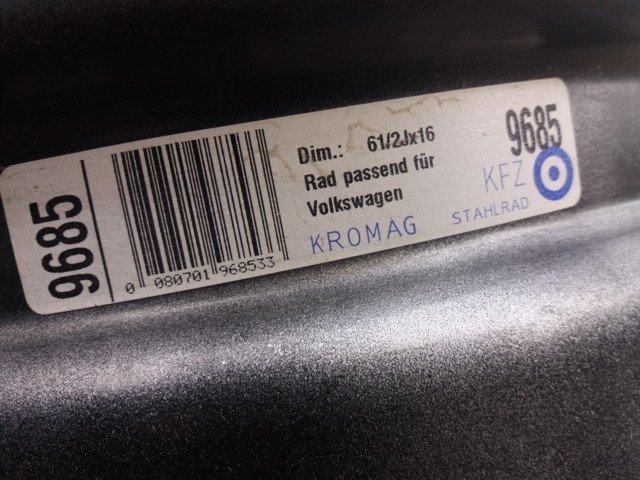 9685
0 080701 968533
Dim.: 61/2Jx16
Rad passend für
Volkswagen
KROMAG STAHLRAD
9685
KFZ